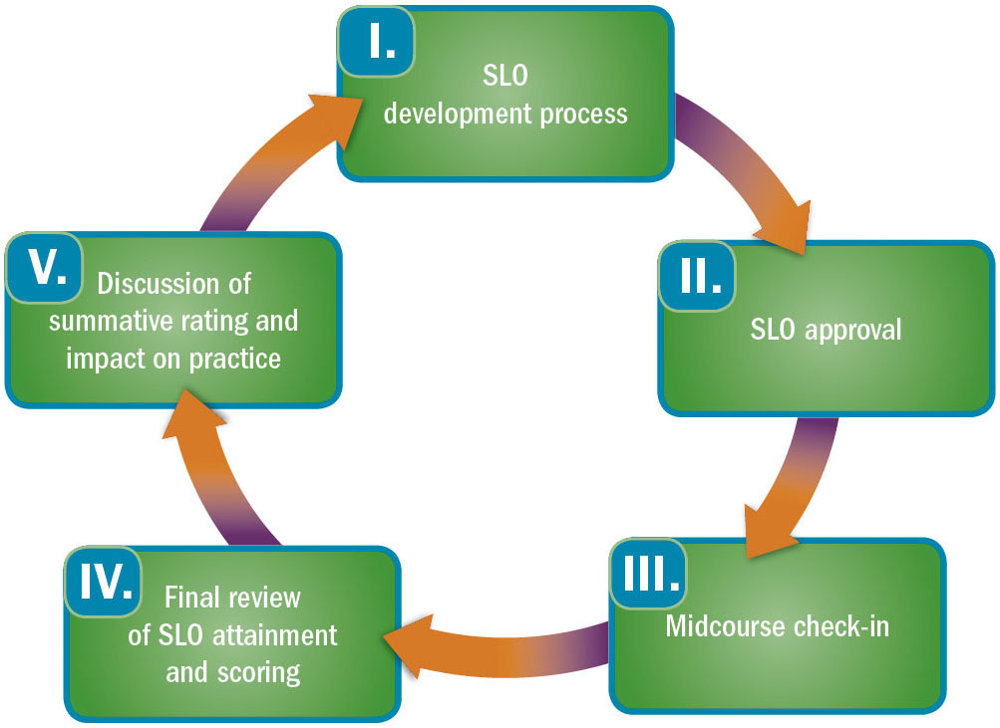 I.
SLO
development process
II.
SLO approval
III.
Midcourse check-in
IV.
Final review
of SLO attainment
and scoring
V.
Discussion of
summative rating and
impact on practice